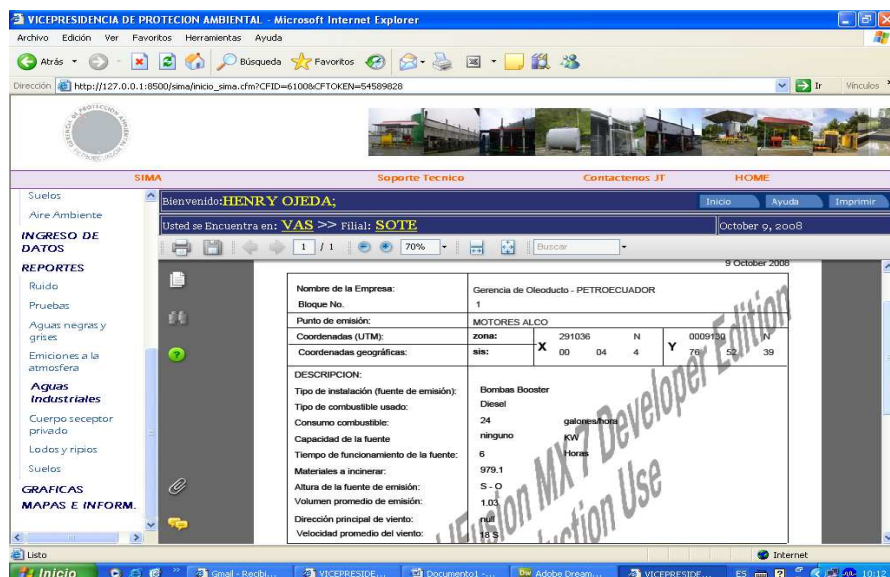 VICEPRESIDENCIA DE PROTECION AMBIENTAL - Microsoft Internet Explorer
Archivo Edición Ver Favoritos Herramientas Ayuda
Atrás Búsqueda Favoritos
Dirección http://127.0.0.1:8500/sima/inicio_sima.cfm?CFID=6100&CFTOKEN=54589828 Ir Vínculos
SIMA Soporte Tecnico Contactenos JT HOME
Bienvenido:HENRY OJEDA; Inicio Ayuda Imprimir
Usted se Encuentra en: VAS >> Filial: SOTE October 9, 2008
1 / 1 70% Buscar
Suelos
Aire Ambiente
INGRESO DE
DATOS
REPORTES
Ruido
Pruebas
Aguas negras y
grises
Emiciones a la
atmosfera
Aguas
Industriales
Cuerpo seceptor
privado
Lodos y ripios
Suelos
GRAFICAS
MAPAS E INFORM.
9 October 2008
Nombre de la Empresa: Gerencia de Oleoducto - PETROECUADOR
Bloque No. 1
Punto de emisión: MOTORES ALCO
Coordenadas (UTM): zona: X 291036 N Y 0009130 N
Coordenadas geográficas: sis: 00 04 4 76 52 39
DESCRIPCION:
Tipo de instalación (fuente de emisión): Bombas Booster
Tipo de combustible usado: Diesel
Consumo combustible: 24 galones/hora
Capacidad de la fuente ninguno KW
Tiempo de funcionamiento de la fuente: 6 Horas
Materiales a incinerar: 979.1
Altura de la fuente de emisión: S - O
Volumen promedio de emisión: 1.03
Dirección principal de viento: null
Velocidad promedio del viento: 18 S
Fusion MX 7 Developer Edition
duction Use
Listo Internet
Inicio Gmail - Recibi... VICEPRESIDE... Documento1 -... Adobe Dream... VICEPRESIDE... ES 10:12